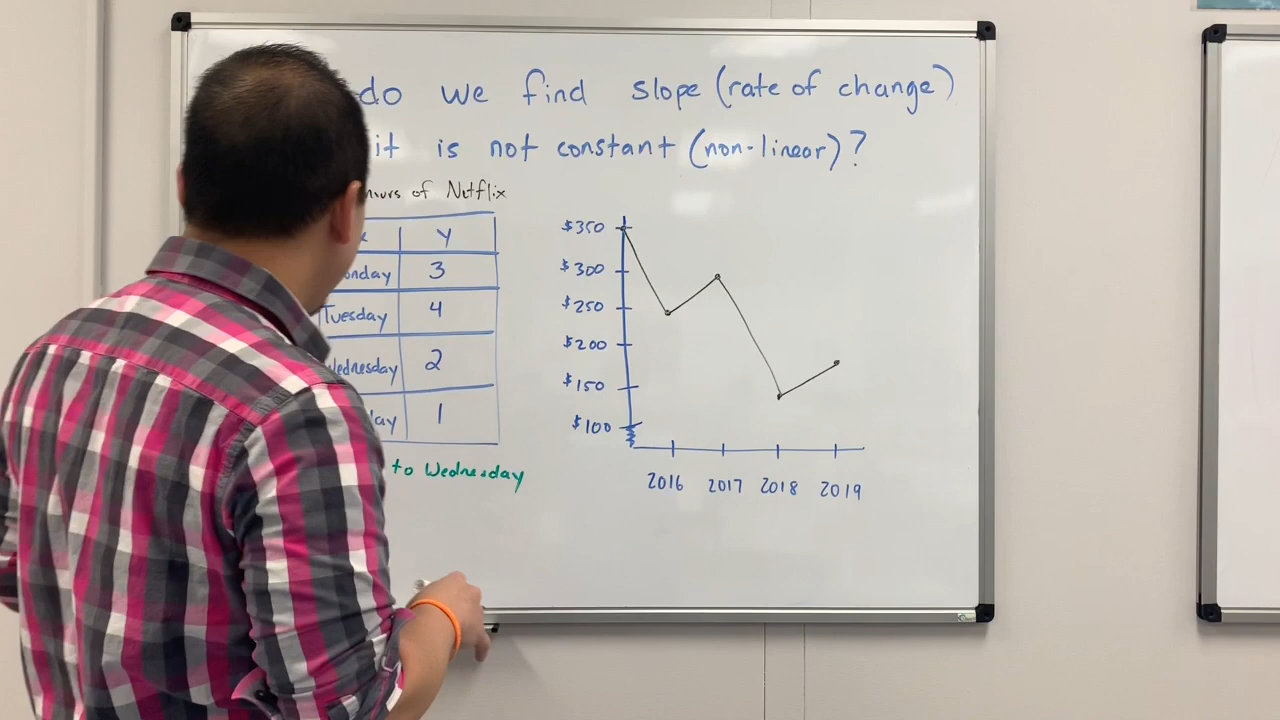 do we find slope (rate of change)
it is not constant (non-linear)?
of Netflix
Y
3
Tuesday 4
2
1
to Wednesday
$350
$300
$250
$200
$150
$100
2016 2017 2018 2019